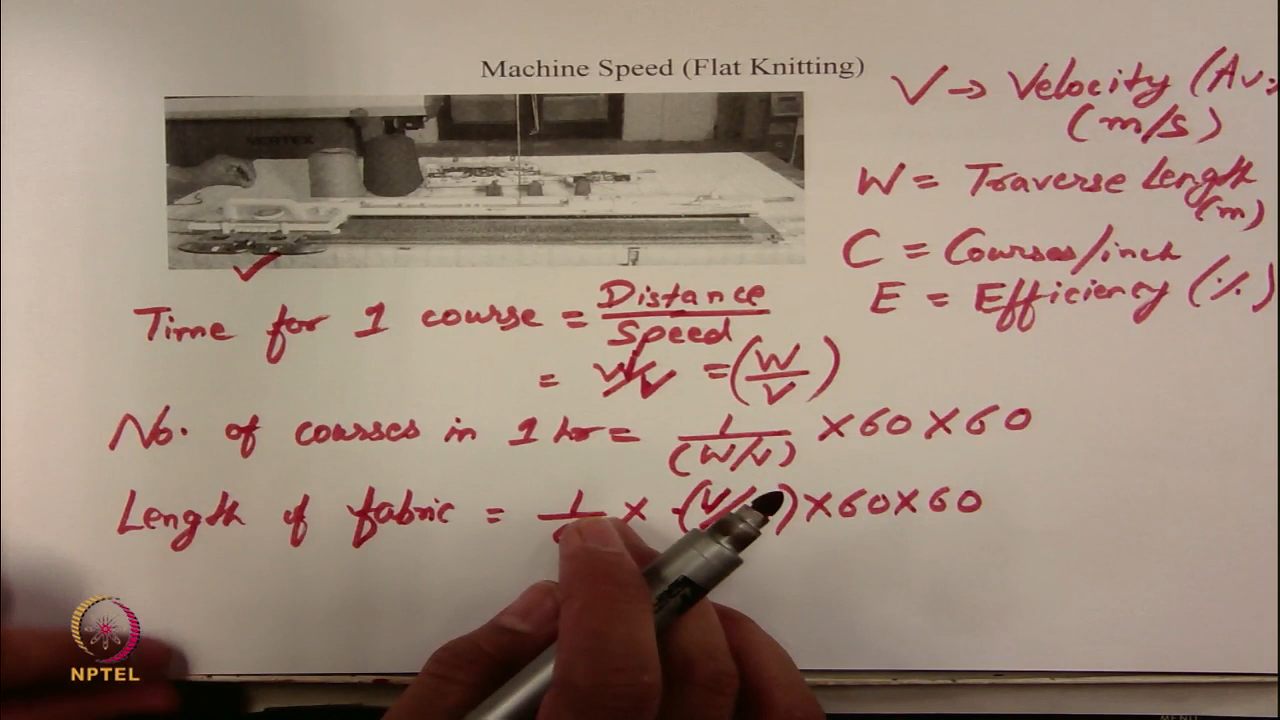 Machine Speed (Flat Knitting)
V → Velocity (Av.
(m/s)
W = Traverse Length
(m)
C = Courses/inch
E = Efficiency (%)
VERTEX
Time for 1 course = Distance/Speed
= W/V = (W/V)
No. of courses in 1 hr = 1/(W/V) × 60 × 60
Length of fabric = 1/ × (V/ ) × 60 × 60
NPTEL